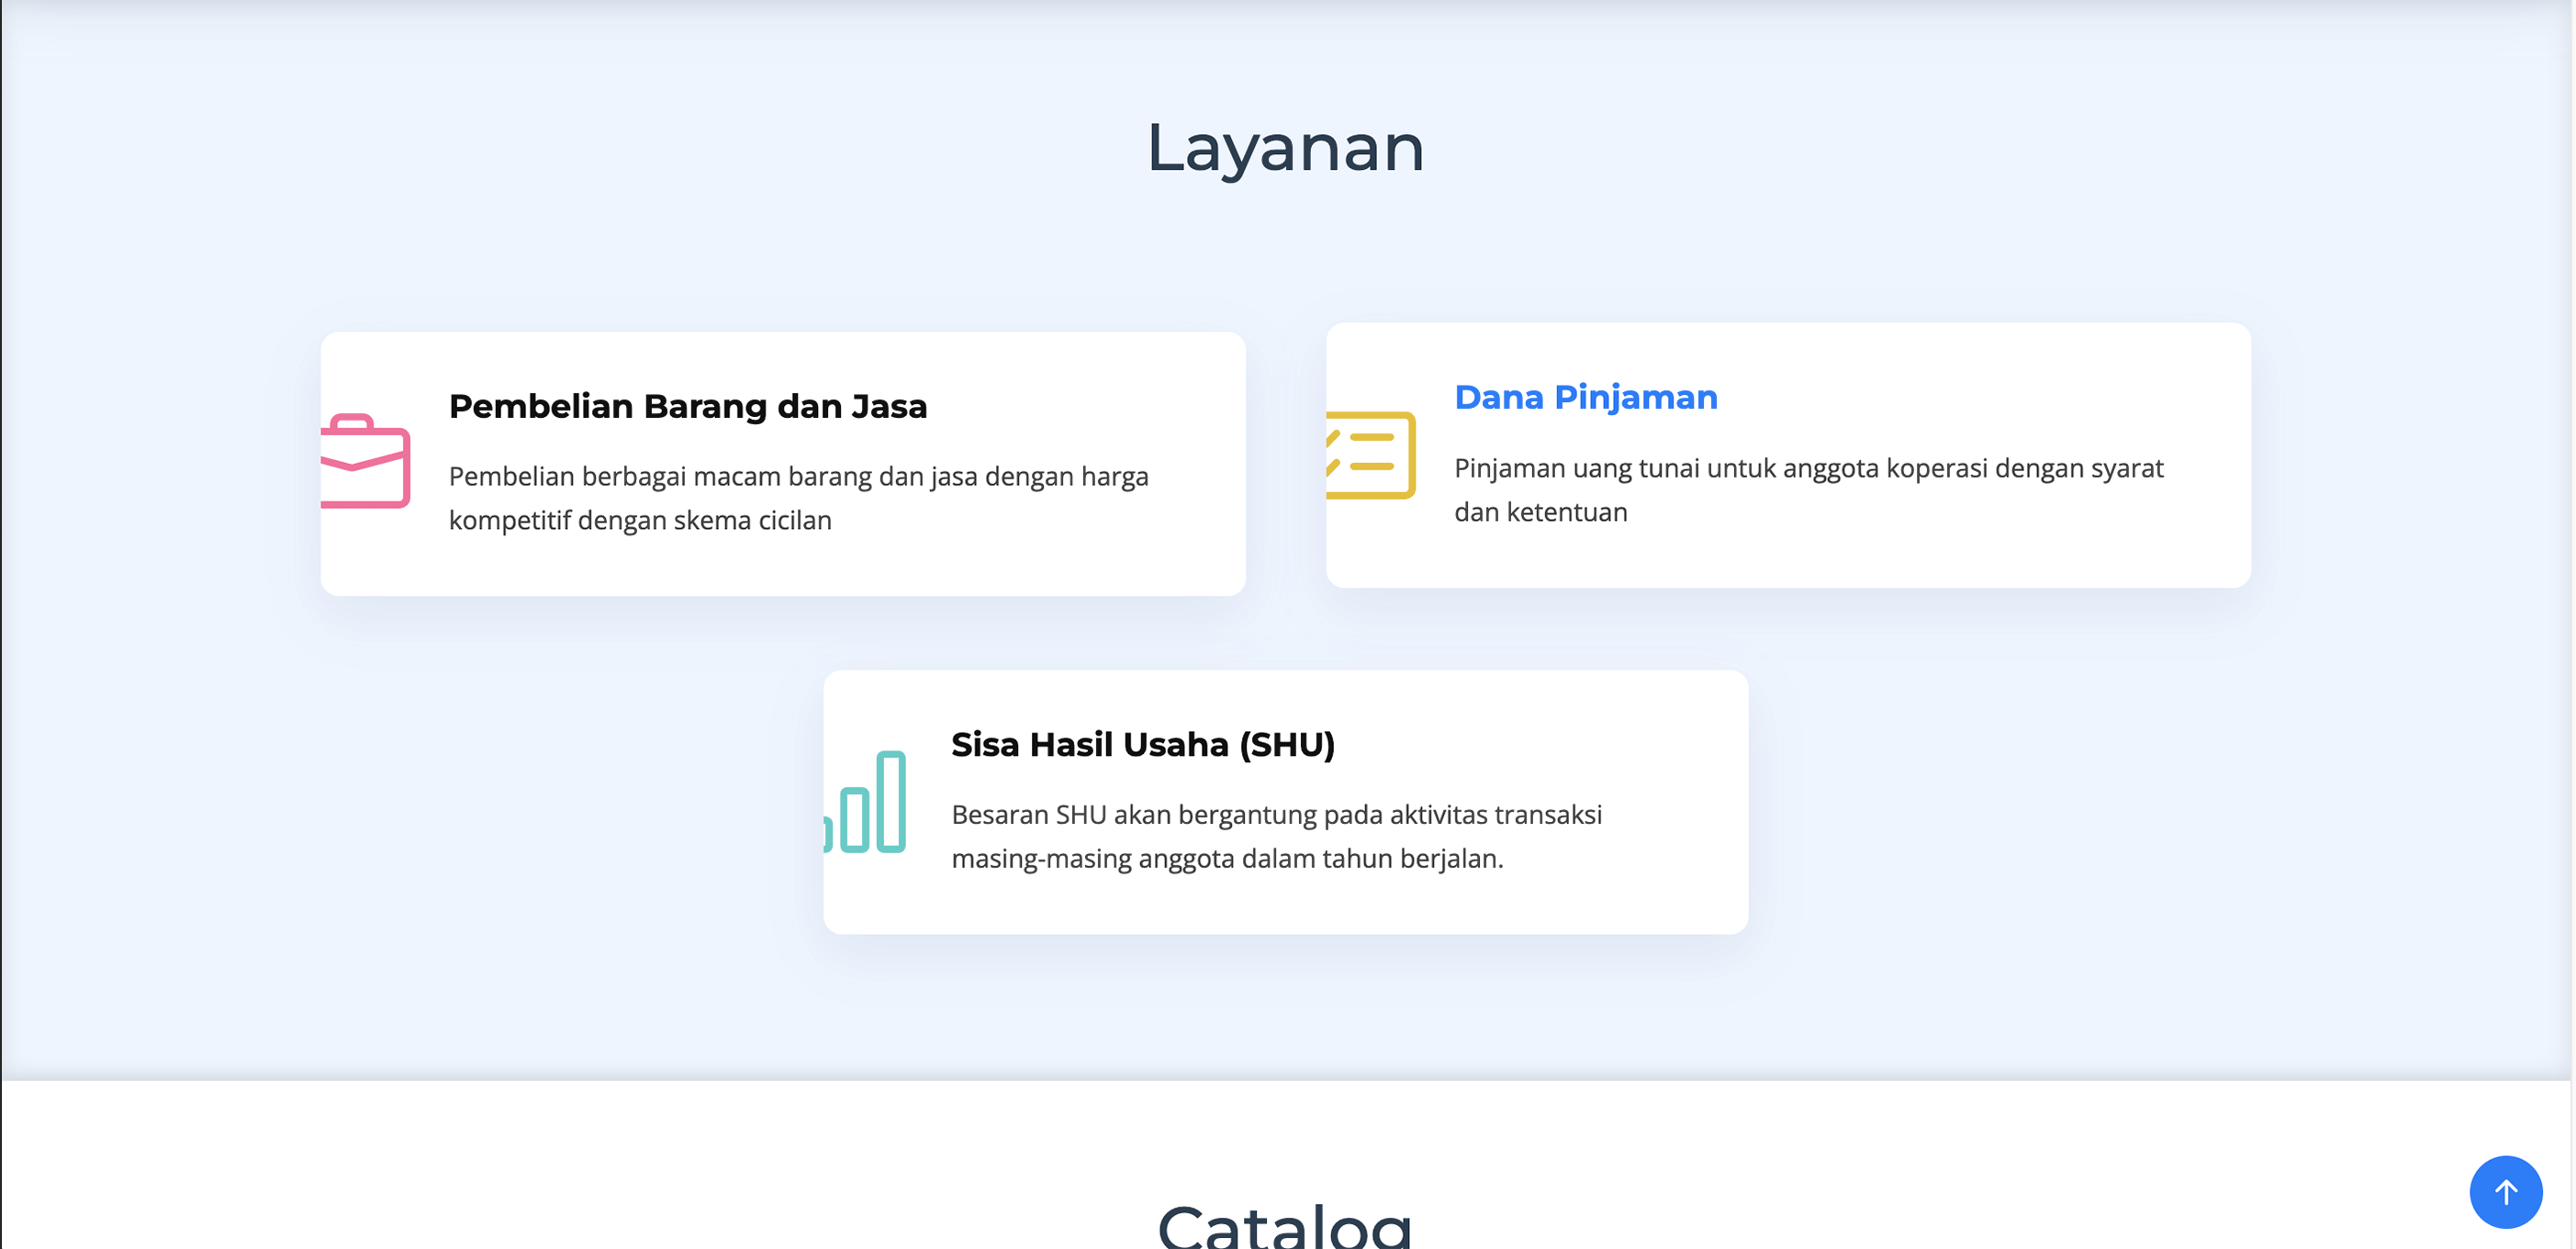 Layanan
Pembelian Barang dan Jasa
Pembelian berbagai macam barang dan jasa dengan harga
kompetitif dengan skema cicilan
Dana Pinjaman
Pinjaman uang tunai untuk anggota koperasi dengan syarat
dan ketentuan
Sisa Hasil Usaha (SHU)
Besaran SHU akan bergantung pada aktivitas transaksi
masing-masing anggota dalam tahun berjalan.
Catalog